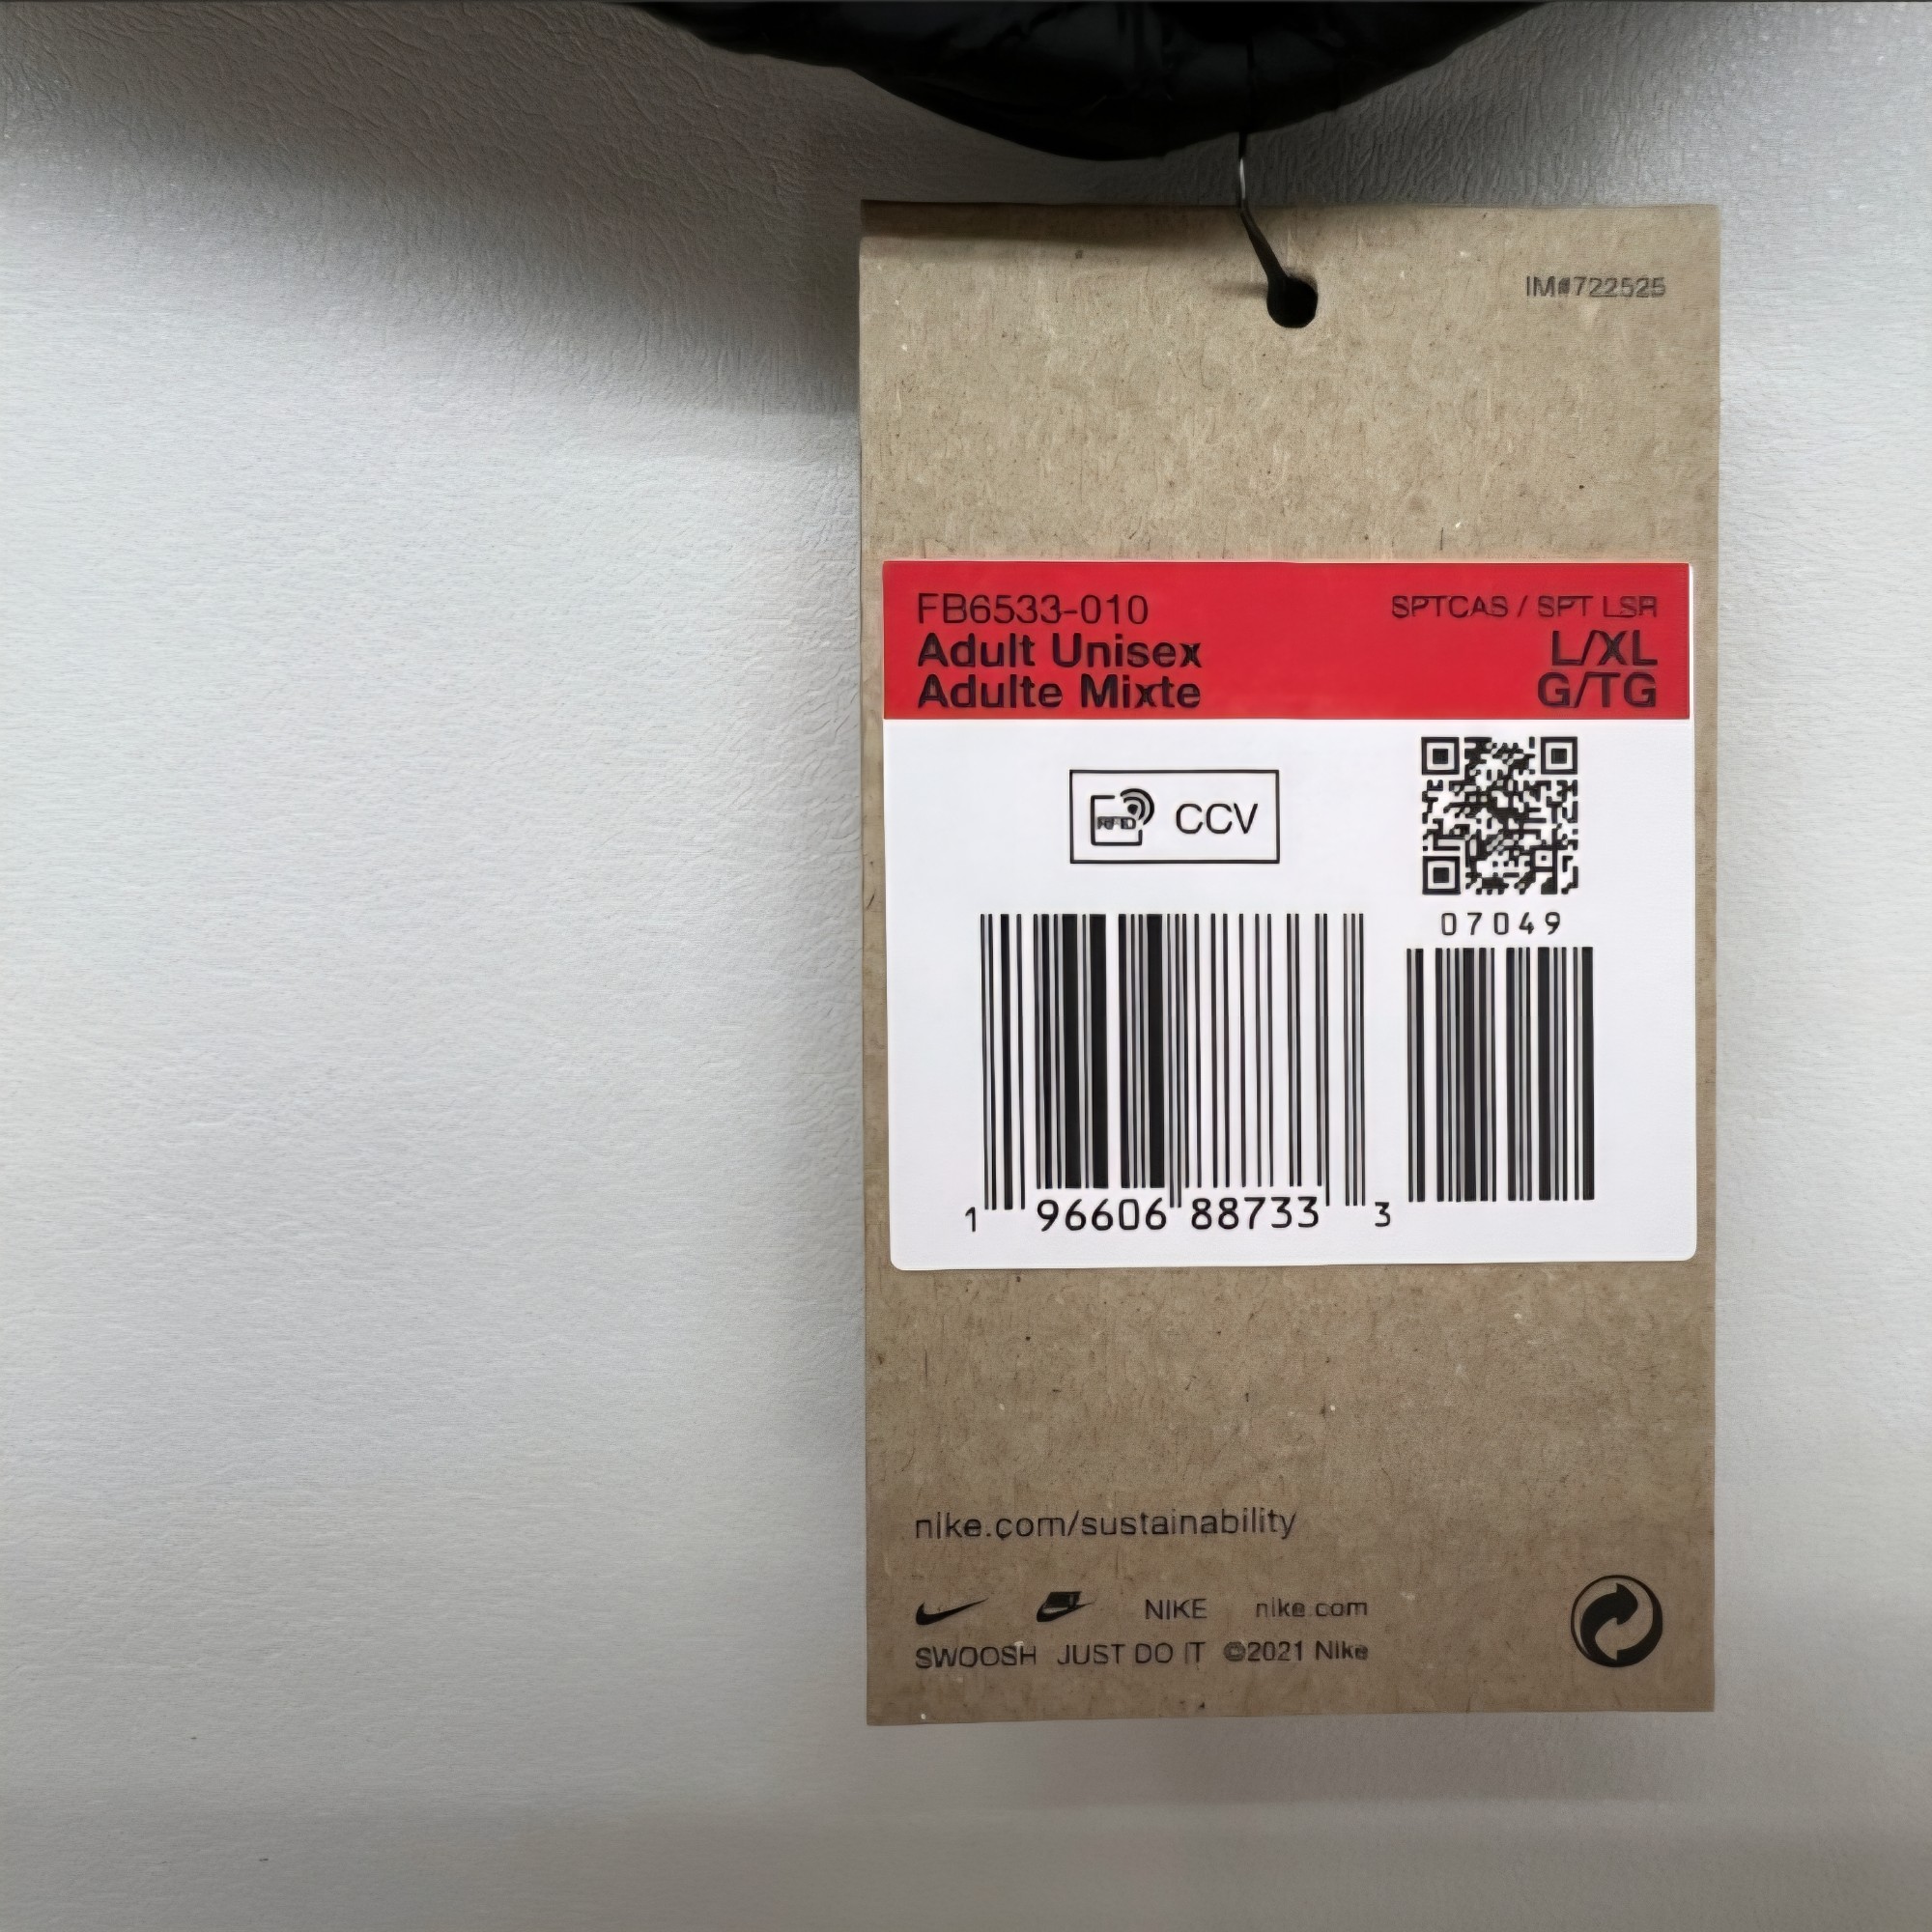 IM#722525
FB6533-010
SPTCAS / SPT LSR
Adult Unisex
L/XL
Adulte Mixte
G/TG
RFID CCV
07049
1 96606 88733 3
nike.com/sustainability
NIKE nike.com
SWOOSH JUST DO IT ©2021 Nike